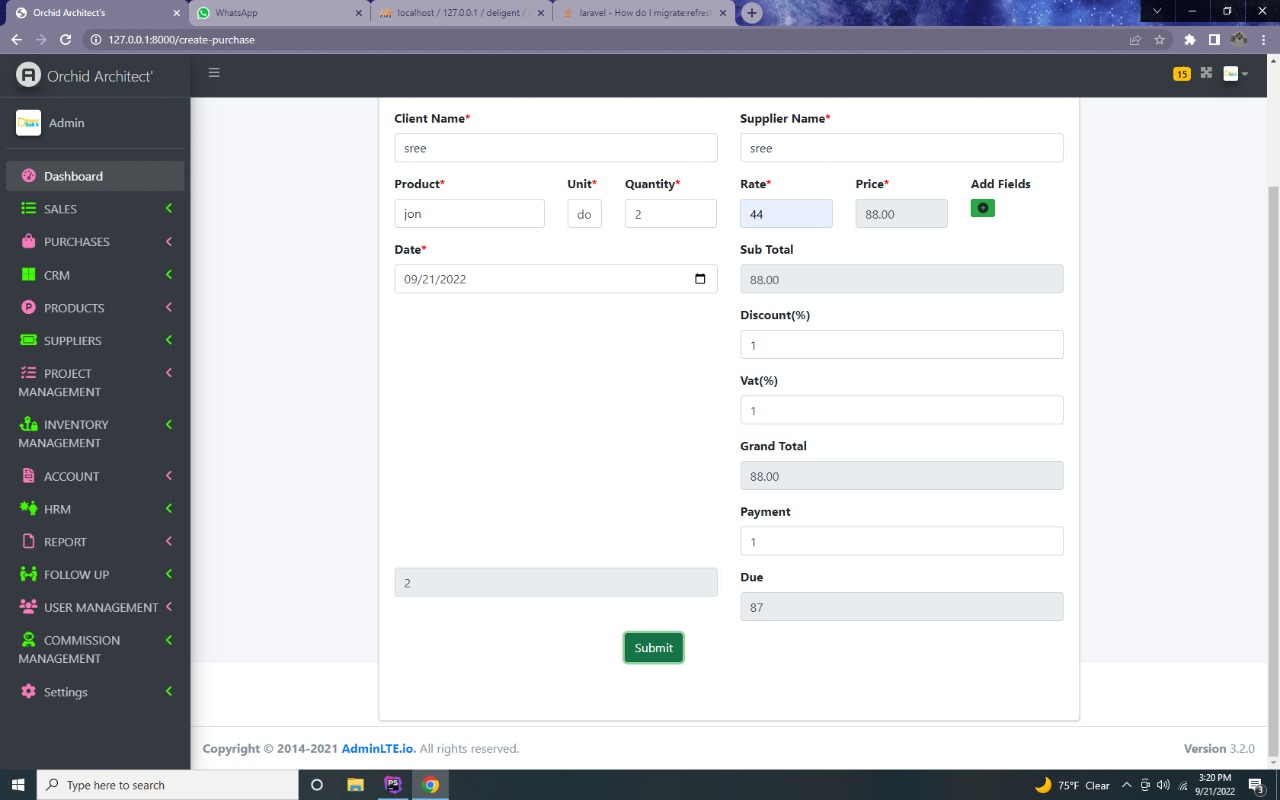 Orchid Architect's
WhatsApp
localhost / 127.0.0.1 / deligent /
laravel - How do I migrate:refres
127.0.0.1:8000/create-purchase
Orchid Architect'
15
Admin
Dashboard
SALES
PURCHASES
CRM
PRODUCTS
SUPPLIERS
PROJECT
MANAGEMENT
INVENTORY
MANAGEMENT
ACCOUNT
HRM
REPORT
FOLLOW UP
USER MANAGEMENT
COMMISSION
MANAGEMENT
Settings
Client Name* Supplier Name*
sree sree
Product* Unit* Quantity* Rate* Price* Add Fields
jon do 2 44 88.00
Date* Sub Total
09/21/2022 88.00
Discount(%)
1
Vat(%)
1
Grand Total
88.00
Payment
1
Due
2 87
Submit
Copyright © 2014-2021 AdminLTE.io. All rights reserved. Version 3.2.0
Type here to search
PS
75°F Clear
3:20 PM
9/21/2022
3